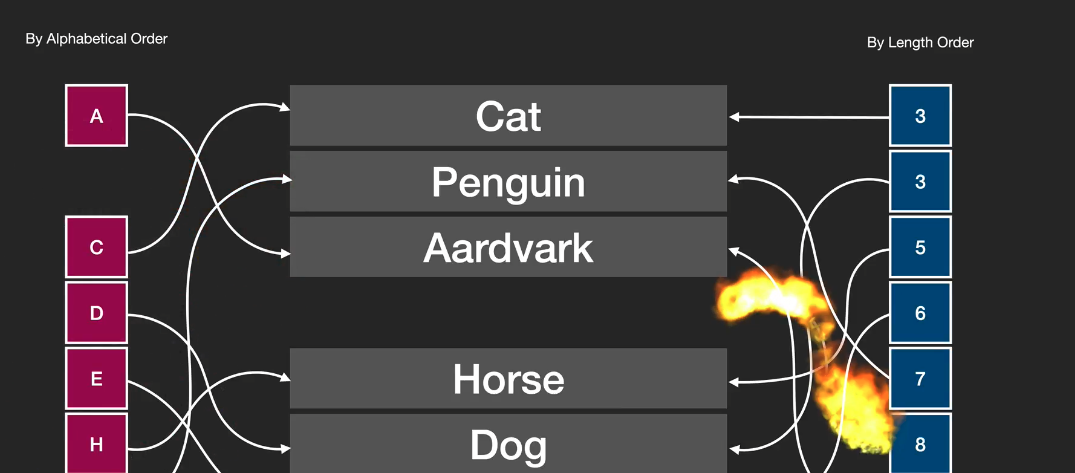 By Alphabetical Order
By Length Order
A
Cat
3
Penguin
3
C
Aardvark
5
D
6
E
Horse
7
H
Dog
8